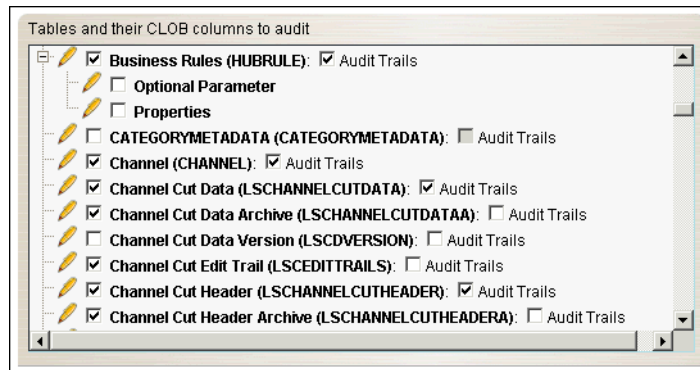 Tables and their CLOB columns to audit
Business Rules (HUBRULE): Audit Trails
Optional Parameter
Properties
CATEGORYMETADATA (CATEGORYMETADATA): Audit Trails
Channel (CHANNEL): Audit Trails
Channel Cut Data (LSCHANNELCUTDATA): Audit Trails
Channel Cut Data Archive (LSCHANNELCUTDATAA): Audit Trails
Channel Cut Data Version (LSCDVERSION): Audit Trails
Channel Cut Edit Trail (LSCEDITTRAILS): Audit Trails
Channel Cut Header (LSCHANNELCUTHEADER): Audit Trails
Channel Cut Header Archive (LSCHANNELCUTHEADERA): Audit Trails